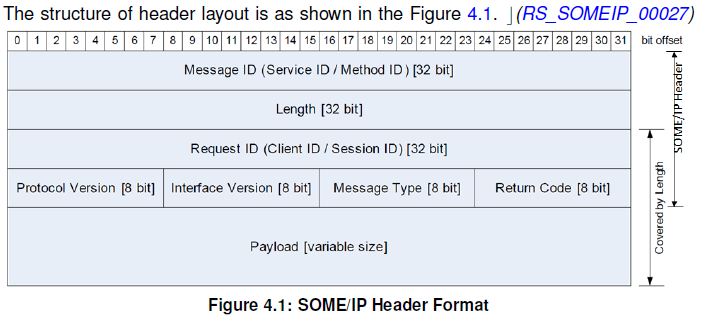 The structure of header layout is as shown in the Figure 4.1. ⌋(RS_SOMEIP_00027)
0 1 2 3 4 5 6 7 8 9 10 11 12 13 14 15 16 17 18 19 20 21 22 23 24 25 26 27 28 29 30 31 bit offset
Message ID (Service ID / Method ID) [32 bit]
Length [32 bit]
SOME/IP Header
Request ID (Client ID / Session ID) [32 bit]
Protocol Version [8 bit] Interface Version [8 bit] Message Type [8 bit] Return Code [8 bit]
Covered by Length
Payload [variable size]
Figure 4.1: SOME/IP Header Format